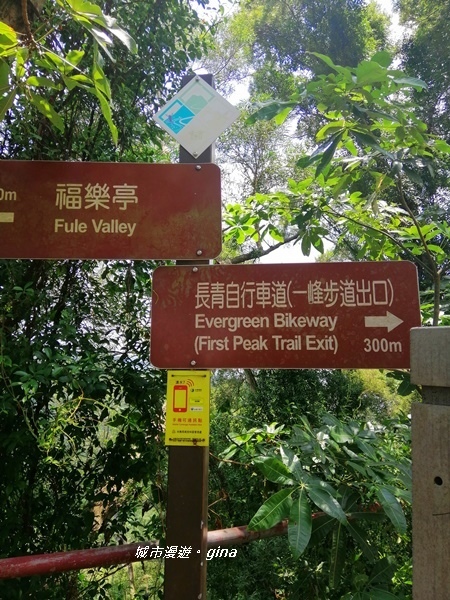 0m
福樂亭
Fule Valley
長青自行車道(一峰步道出口)
Evergreen Bikeway
(First Peak Trail Exit)
300m
城市漫遊。gina